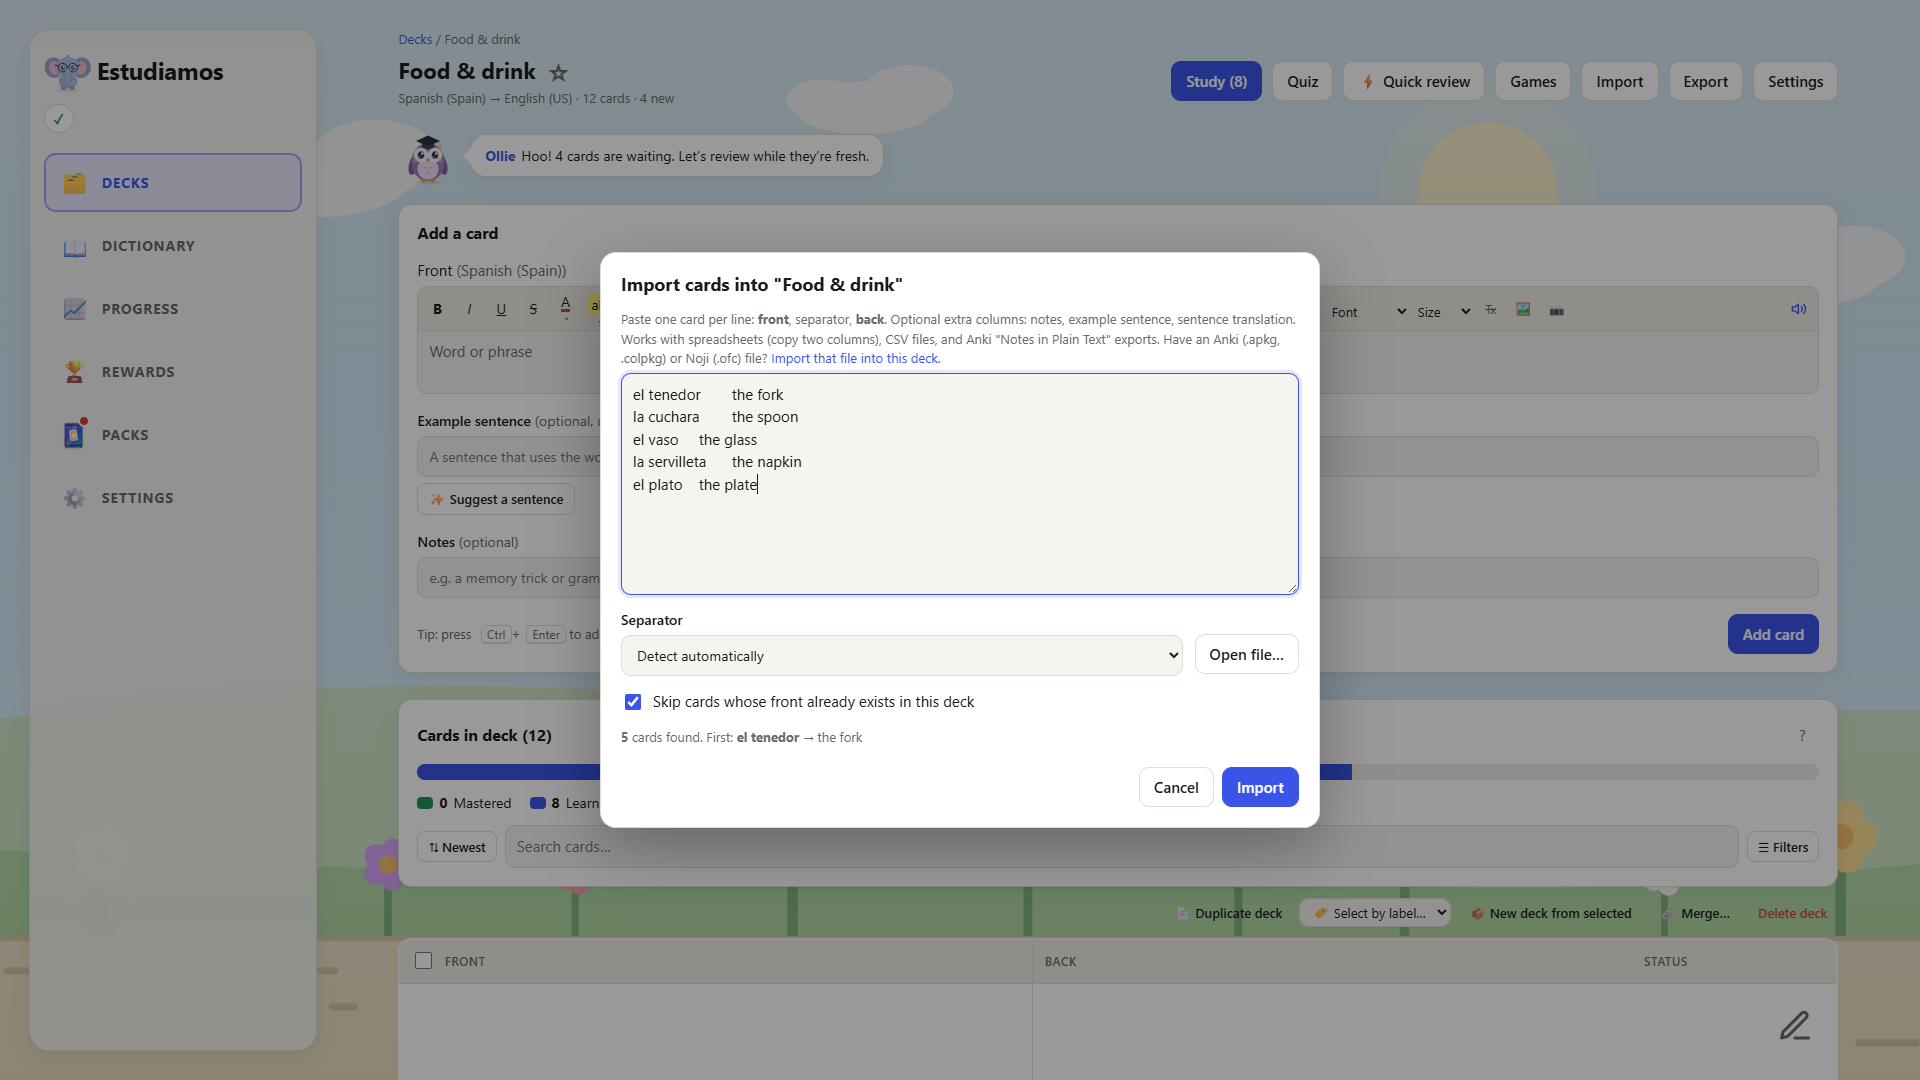 Estudiamos
✓
DECKS
DICTIONARY
PROGRESS
REWARDS
PACKS
SETTINGS
Decks / Food & drink
Food & drink ☆
Spanish (Spain) → English (US) · 12 cards · 4 new
Study (8)
Quiz
Quick review
Games
Import
Export
Settings
Ollie Hoo! 4 cards are waiting. Let’s review while they’re fresh.
Add a card
Front (Spanish (Spain))
B I U S A
Font
Size
Tx
Word or phrase
Example sentence (optional,
A sentence that uses the
Suggest a sentence
Notes (optional)
e.g. a memory trick or
Tip: press Ctrl + Enter to
Add card
Import cards into "Food & drink"
Paste one card per line: front, separator, back. Optional extra columns: notes, example sentence, sentence translation.
Works with spreadsheets (copy two columns), CSV files, and Anki "Notes in Plain Text" exports. Have an Anki (.apkg,
.colpkg) or Noji (.ofc) file? Import that file into this deck.
el tenedor the fork
la cuchara the spoon
el vaso the glass
la servilleta the napkin
el plato the plate
Separator
Detect automatically
Open file...
Skip cards whose front already exists in this deck
5 cards found. First: el tenedor → the fork
Cancel
Import
Cards in deck (12)
?
0 Mastered
8 Learn
Newest
Search cards...
Filters
Duplicate deck
Select by label...
New deck from selected
Merge...
Delete deck
FRONT
BACK
STATUS